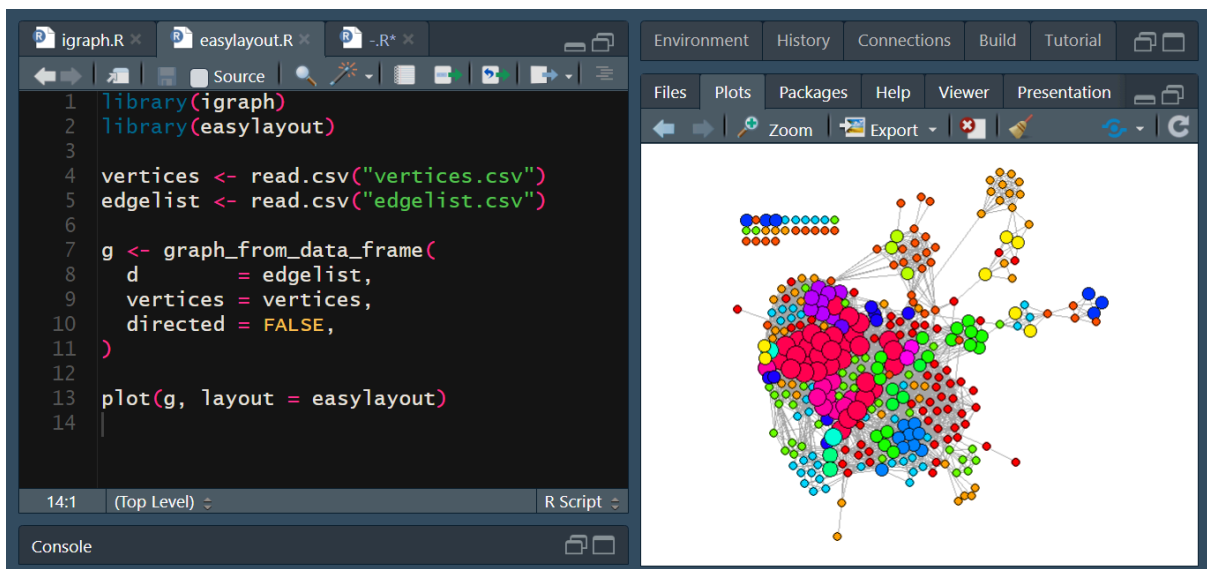 igraph.R × easylayout.R × -.R* ×
Source
1 library(igraph)
2 library(easylayout)
3
4 vertices <- read.csv("vertices.csv")
5 edgelist <- read.csv("edgelist.csv")
6
7 g <- graph_from_data_frame(
8   d        = edgelist,
9   vertices = vertices,
10   directed = FALSE,
11 )
12
13 plot(g, layout = easylayout)
14
14:1 (Top Level) R Script
Console
Environment History Connections Build Tutorial
Files Plots Packages Help Viewer Presentation
Zoom Export